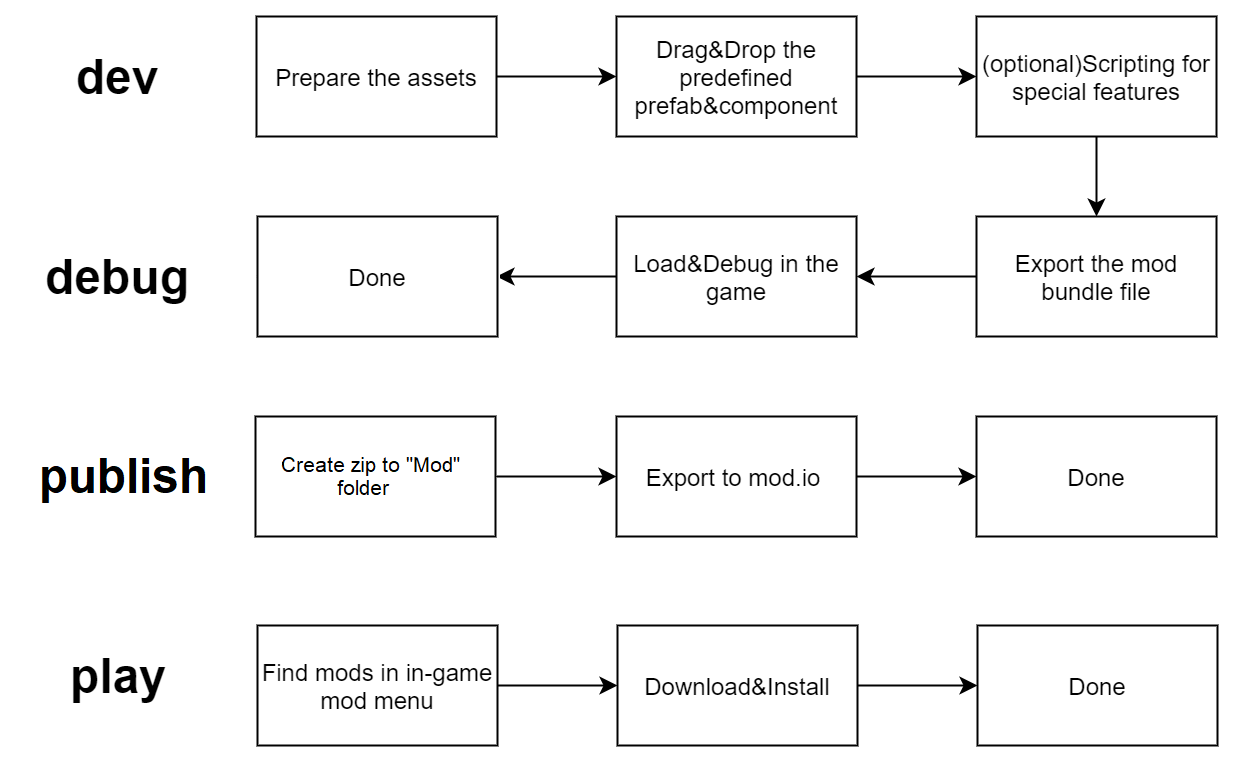 dev
Prepare the assets
Drag&Drop the
predefined
prefab&component
(optional)Scripting for
special features
debug
Done
Load&Debug in the
game
Export the mod
bundle file
publish
Create zip to "Mod"
folder
Export to mod.io
Done
play
Find mods in in-game
mod menu
Download&Install
Done